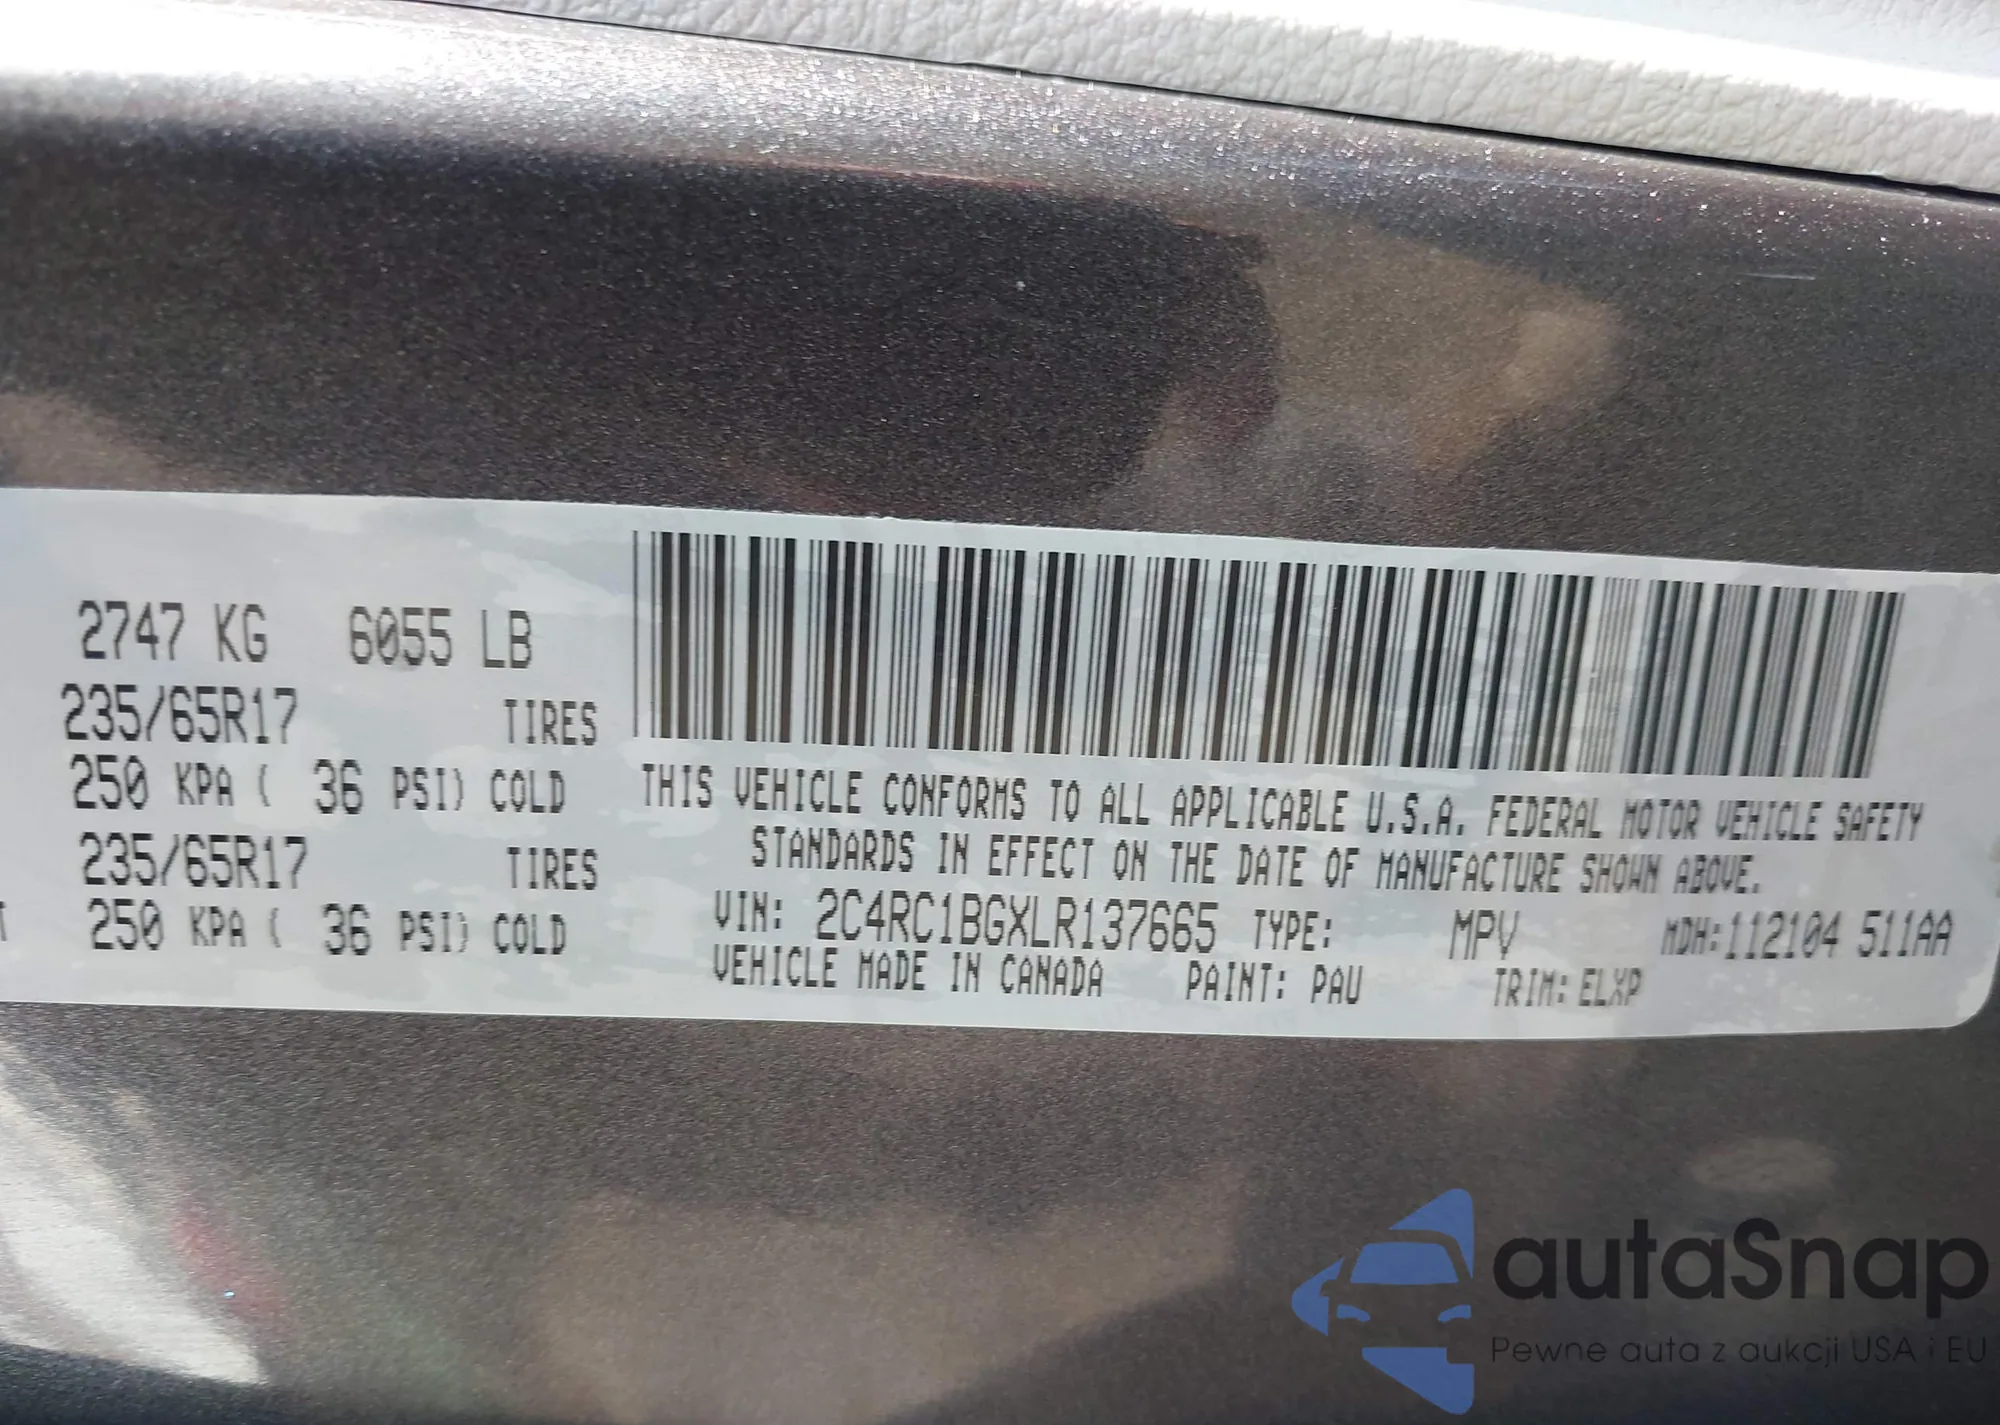 2747 KG 6055 LB
235/65R17 TIRES
250 KPA ( 36 PSI) COLD
235/65R17 TIRES
250 KPA ( 36 PSI) COLD
THIS VEHICLE CONFORMS TO ALL APPLICABLE U.S.A. FEDERAL MOTOR VEHICLE SAFETY
STANDARDS IN EFFECT ON THE DATE OF MANUFACTURE SHOWN ABOVE.
VIN: 2C4RC1BGXLR137665 TYPE: MPV MDH:112104 511AA
VEHICLE MADE IN CANADA PAINT: PAU TRIM: ELXP
autaSnap
Pewne auta z aukcji USA i EU